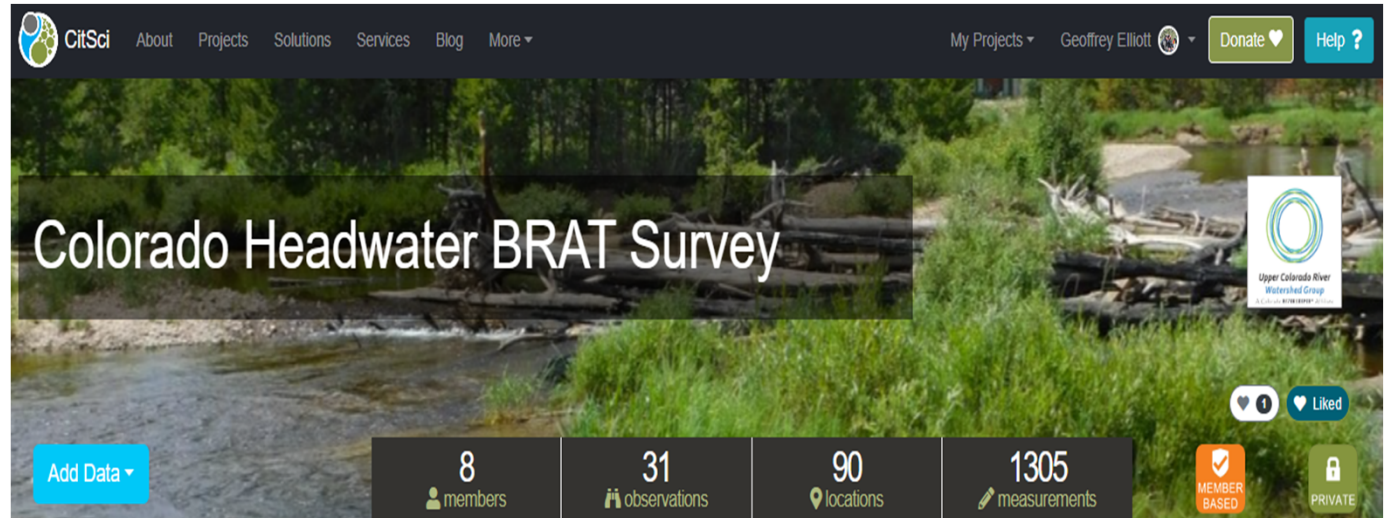 CitSci About Projects Solutions Services Blog More My Projects Geoffrey Elliott Donate Help ?
Colorado Headwater BRAT Survey
Upper Colorado River
Watershed Group
1 Liked
Add Data
8 31 90 1305
members observations locations measurements
MEMBER
BASED
PRIVATE